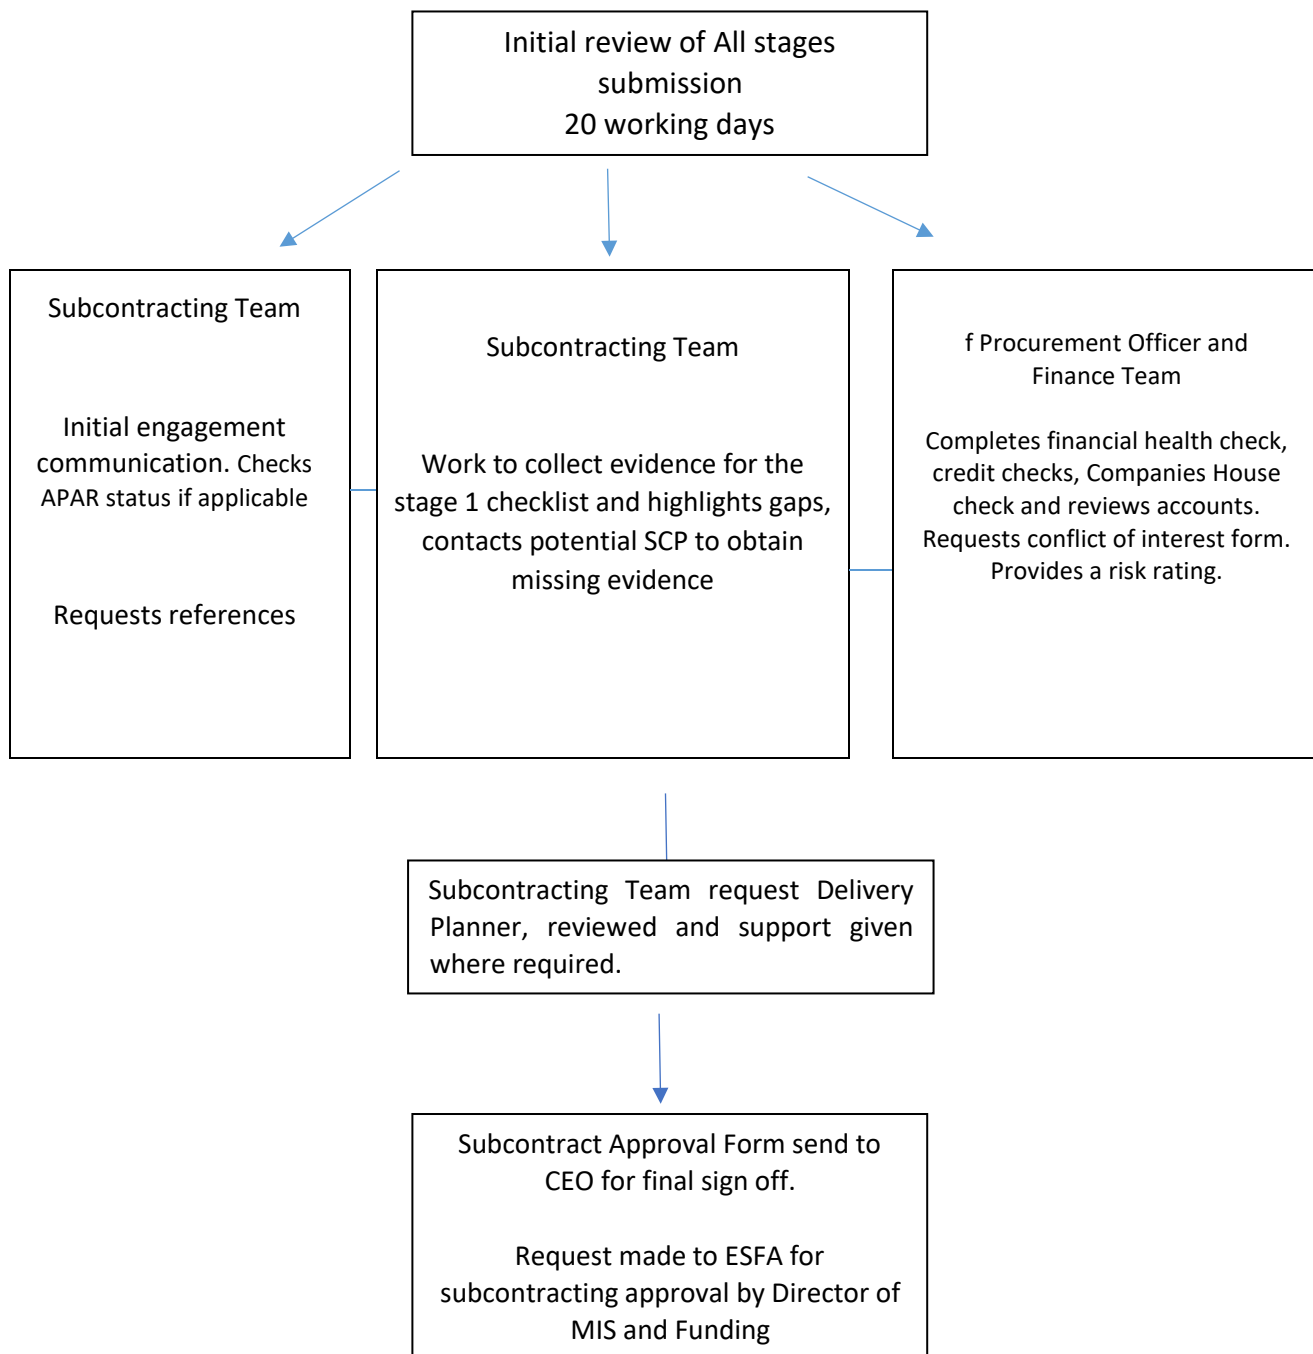 Initial review of All stages
submission
20 working days
Subcontracting Team
Initial engagement
communication. Checks
APAR status if applicable
Requests references
Subcontracting Team
Work to collect evidence for the
stage 1 checklist and highlights gaps,
contacts potential SCP to obtain
missing evidence
f Procurement Officer and
Finance Team
Completes financial health check,
credit checks, Companies House
check and reviews accounts.
Requests conflict of interest form.
Provides a risk rating.
Subcontracting Team request Delivery
Planner, reviewed and support given
where required.
Subcontract Approval Form send to
CEO for final sign off.
Request made to ESFA for
subcontracting approval by Director of
MIS and Funding